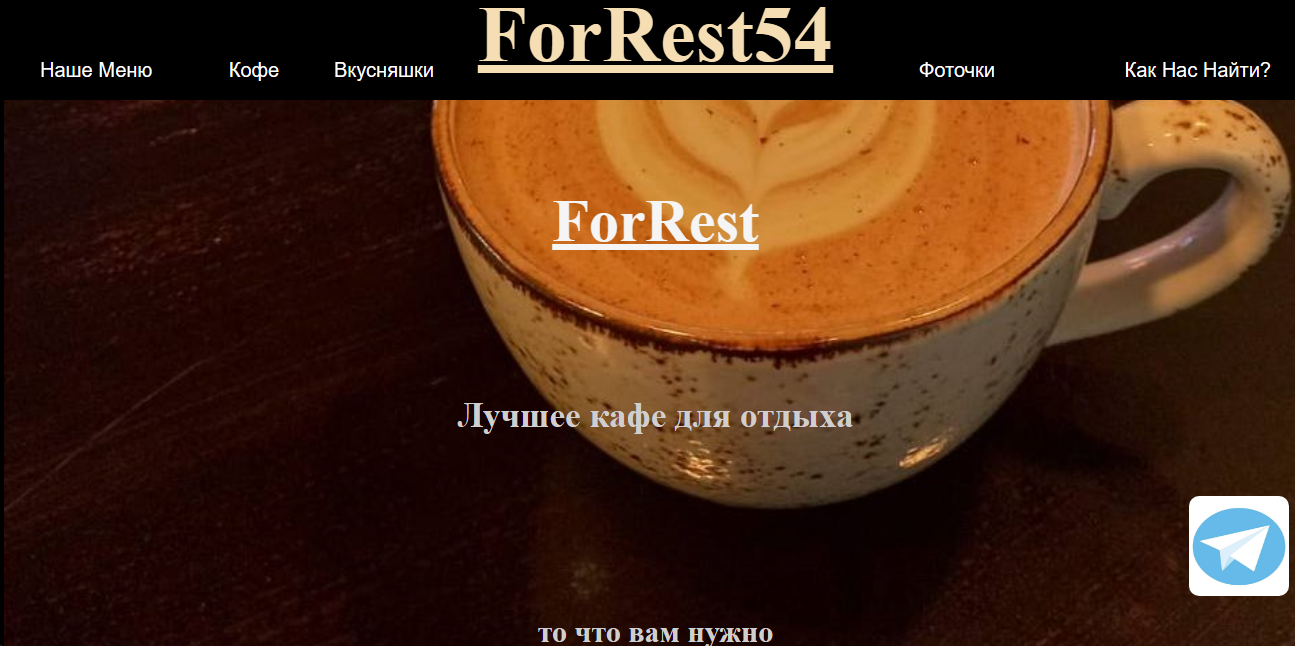 ForRest54
Наше Меню Кофе Вкусняшки Фоточки Как Нас Найти?
ForRest
Лучшее кафе для отдыха
то что вам нужно